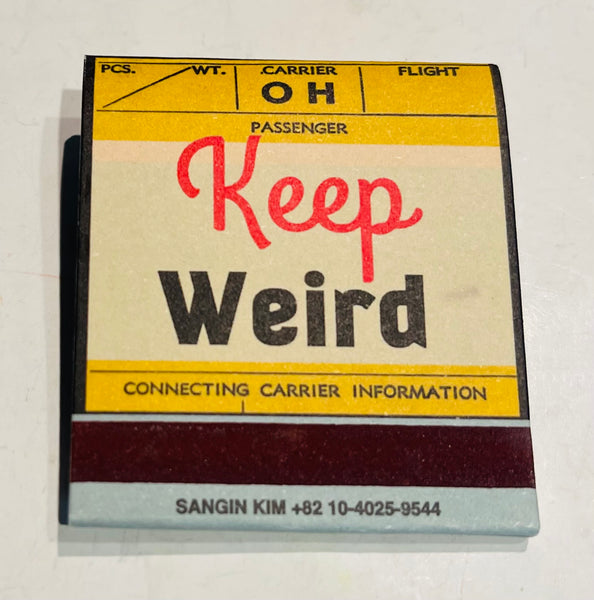 PCS. WT. CARRIER FLIGHT
OH
PASSENGER
Keep
Weird
CONNECTING CARRIER INFORMATION
SANGIN KIM +82 10-4025-9544